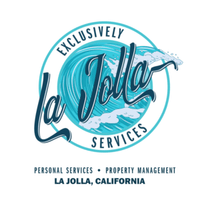 EXCLUSIVELY
La Jolla
SERVICES
PERSONAL SERVICES • PROPERTY MANAGEMENT
LA JOLLA, CALIFORNIA